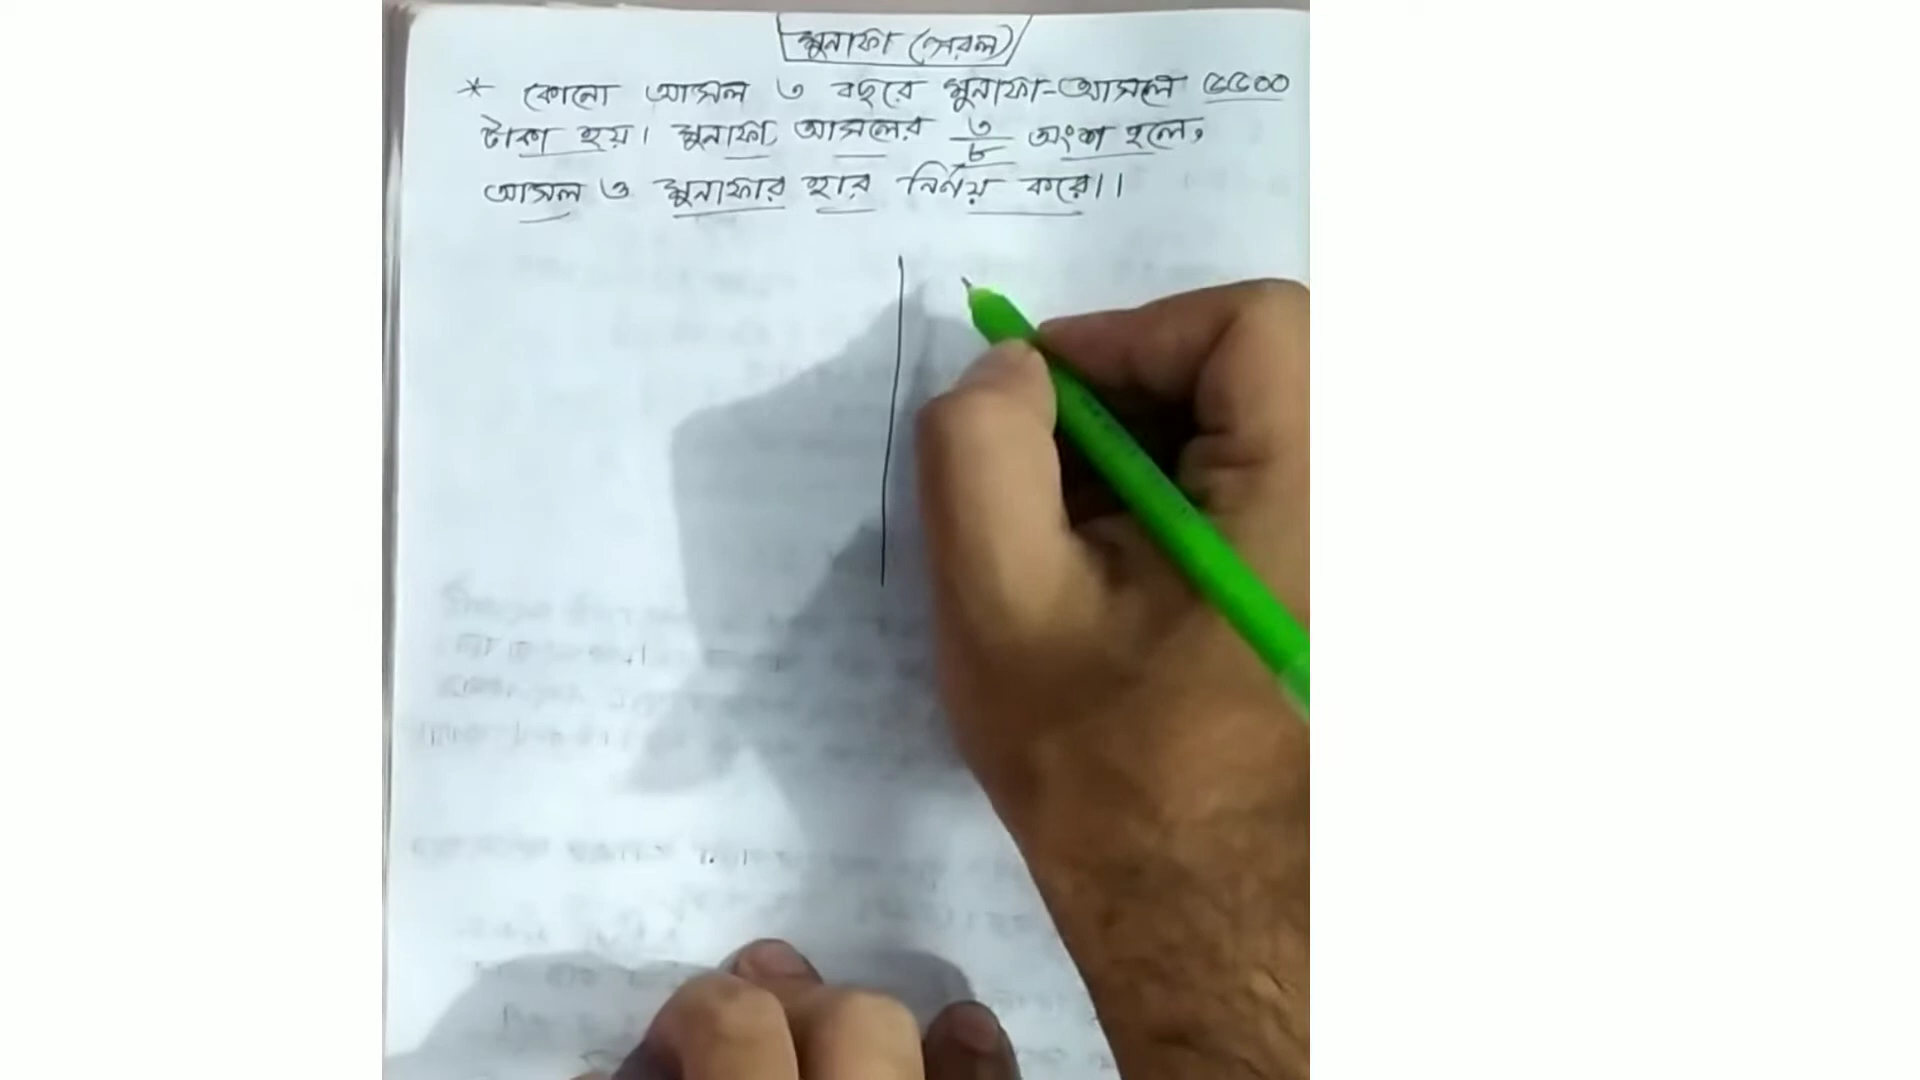 মুনাফা (সরল)
* কোনো আসল ৩ বছরে মুনাফা-আসলে ৫৫০০
টাকা হয়। মুনাফা আসলের ৩/৮ অংশ হলে,
আসল ও মুনাফার হার নির্ণয় করো।